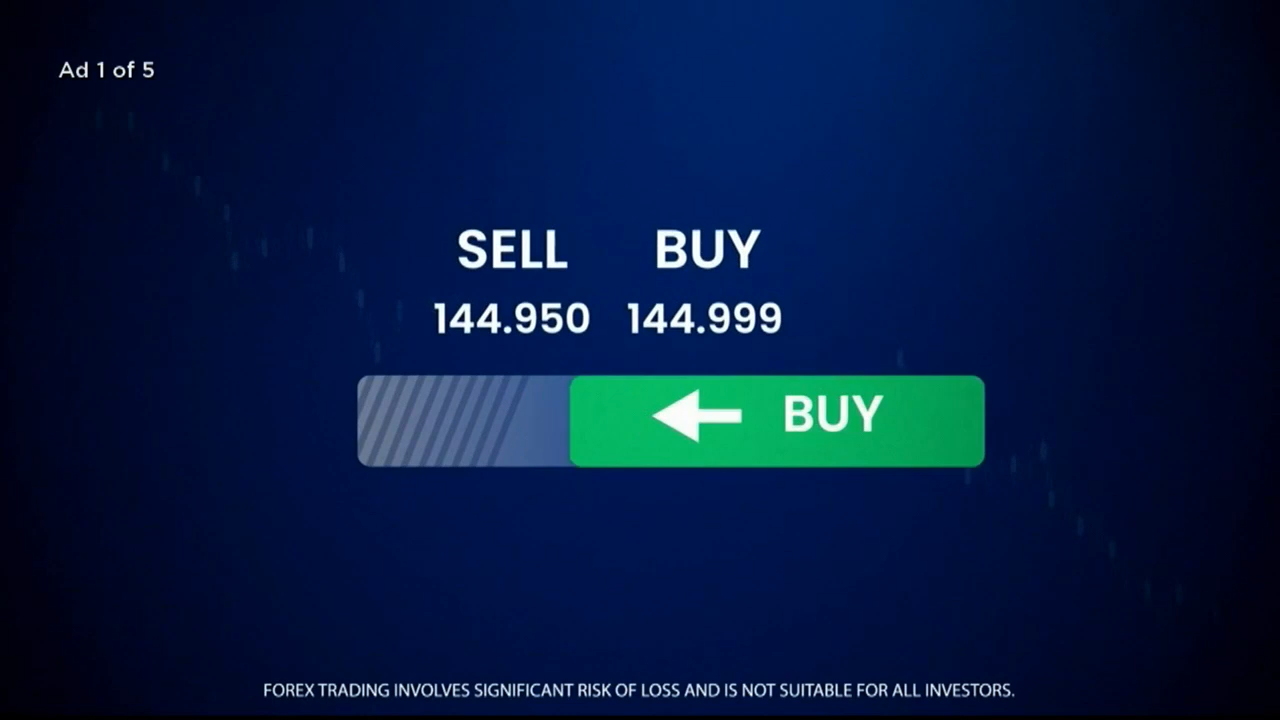 Ad 1 of 5
SELL BUY
144.950 144.999
BUY
FOREX TRADING INVOLVES SIGNIFICANT RISK OF LOSS AND IS NOT SUITABLE FOR ALL INVESTORS.